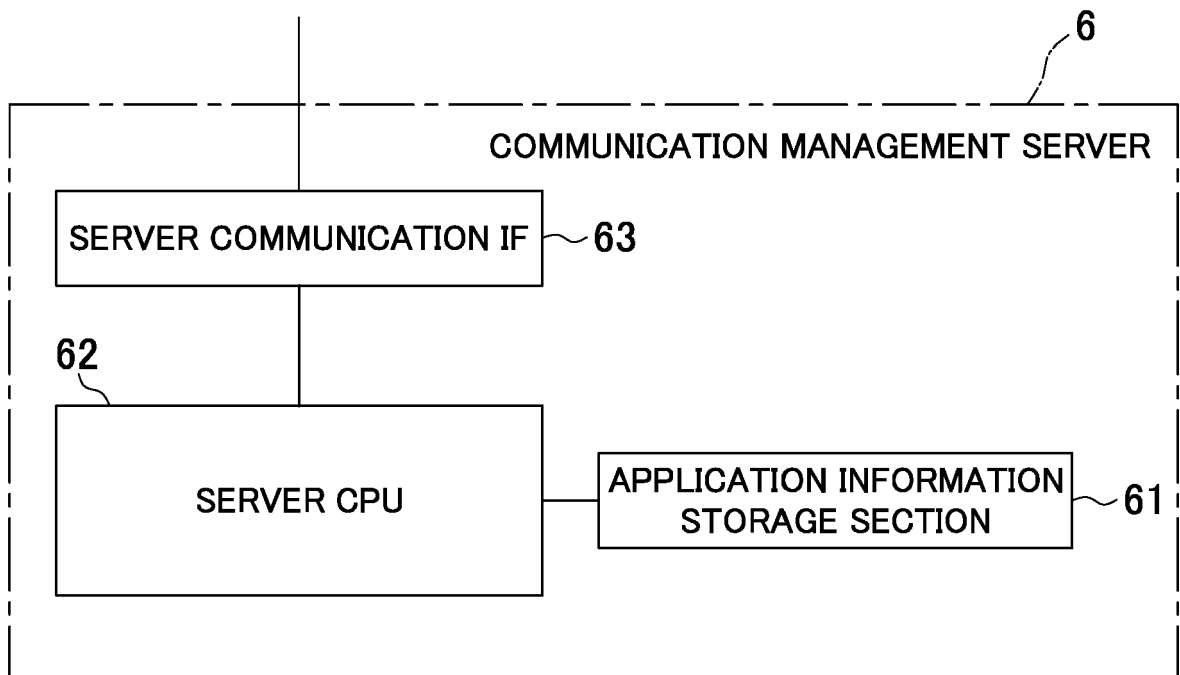 6
COMMUNICATION MANAGEMENT SERVER
SERVER COMMUNICATION IF
63
62
SERVER CPU
APPLICATION INFORMATION
STORAGE SECTION
61